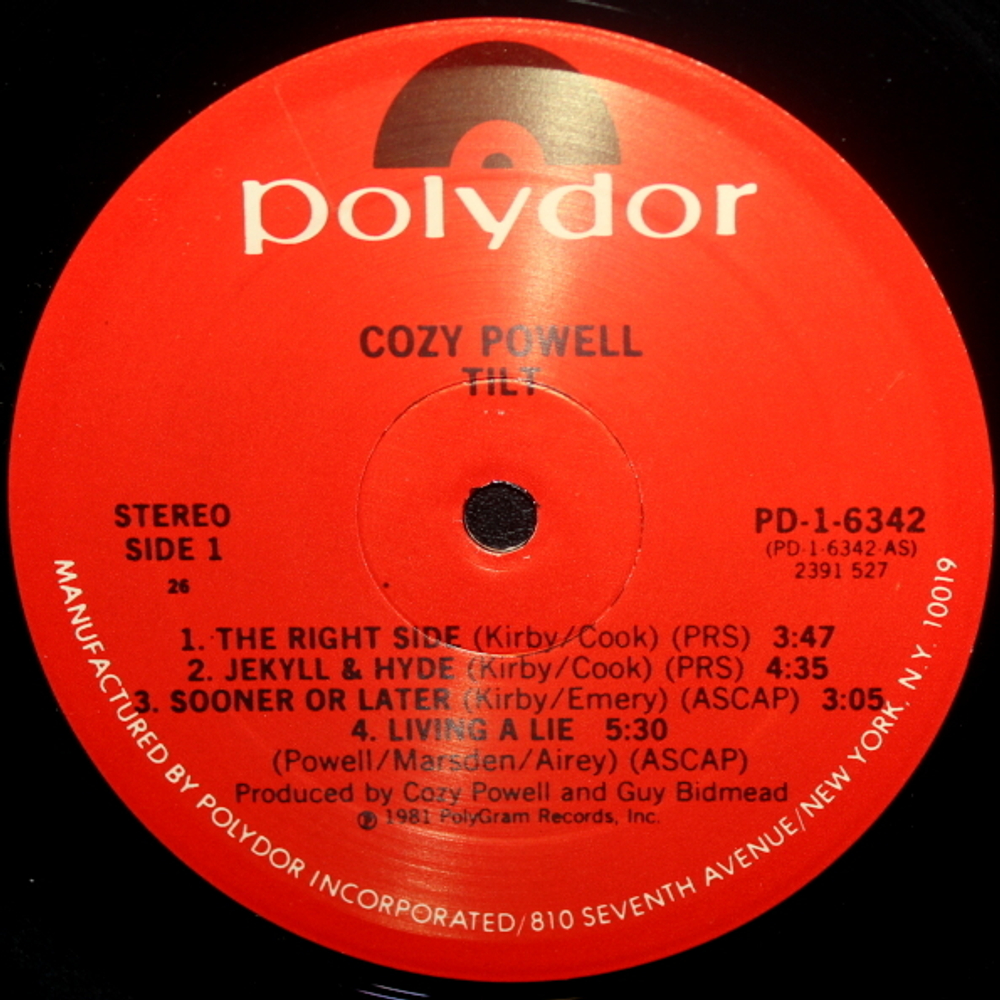 polydor
COZY POWELL
TILT
STEREO
SIDE 1
26
PD-1-6342
(PD-1-6342-AS)
2391 527
1. THE RIGHT SIDE (Kirby/Cook) (PRS) 3:47
2. JEKYLL & HYDE (Kirby/Cook) (PRS) 4:35
3. SOONER OR LATER (Kirby/Emery) (ASCAP) 3:05
4. LIVING A LIE 5:30
(Powell/Marsden/Airey) (ASCAP)
Produced by Cozy Powell and Guy Bidmead
℗ 1981 PolyGram Records, Inc.
MANUFACTURED BY POLYDOR INCORPORATED/810 SEVENTH AVENUE/NEW YORK, N.Y. 10019